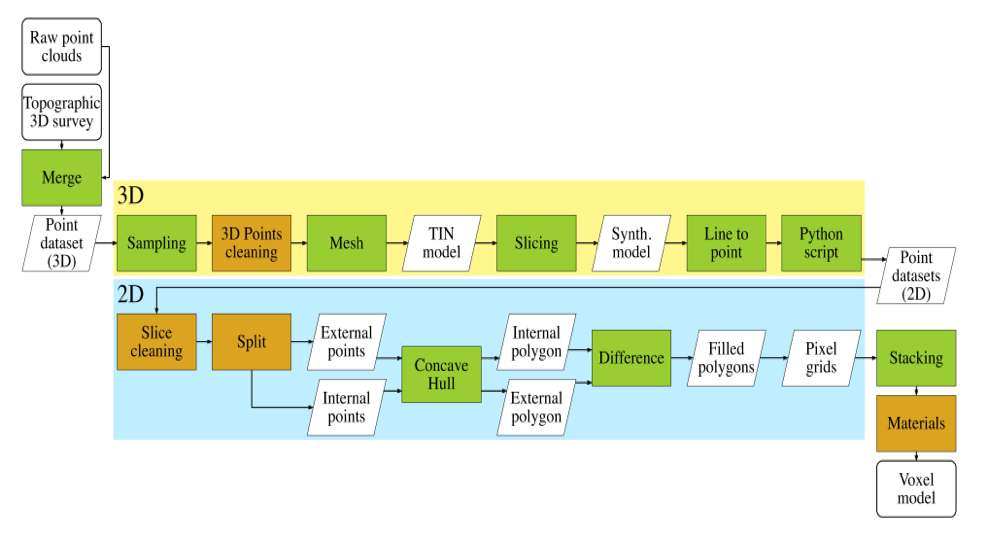 Raw point
clouds
Topographic
3D survey
Merge
Point
dataset
(3D)
3D
Sampling
3D Points
cleaning
Mesh
TIN
model
Slicing
Synth.
model
Line to
point
Python
script
Point
datasets
(2D)
2D
Slice
cleaning
Split
External
points
Internal
points
Concave
Hull
Internal
polygon
External
polygon
Difference
Filled
polygons
Pixel
grids
Stacking
Materials
Voxel
model